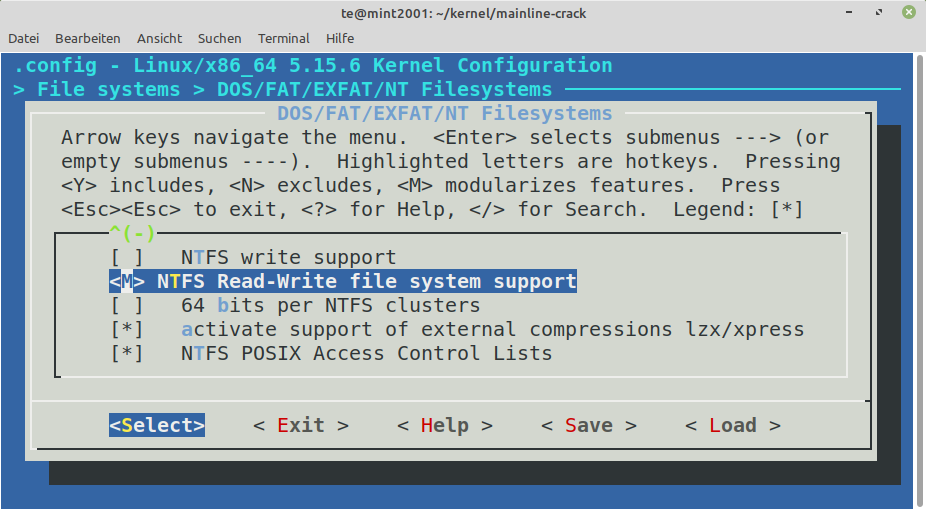 te@mint2001: ~/kernel/mainline-crack
Datei Bearbeiten Ansicht Suchen Terminal Hilfe
.config - Linux/x86_64 5.15.6 Kernel Configuration
> File systems > DOS/FAT/EXFAT/NT Filesystems
DOS/FAT/EXFAT/NT Filesystems
Arrow keys navigate the menu.  <Enter> selects submenus ---> (or
empty submenus ----).  Highlighted letters are hotkeys.  Pressing
<Y> includes, <N> excludes, <M> modularizes features.  Press
<Esc><Esc> to exit, <?> for Help, </> for Search.  Legend: [*]
^(-)
[ ]   NTFS write support
<M> NTFS Read-Write file system support
[ ]   64 bits per NTFS clusters
[*]   activate support of external compressions lzx/xpress
[*]   NTFS POSIX Access Control Lists
<Select>    < Exit >    < Help >    < Save >    < Load >